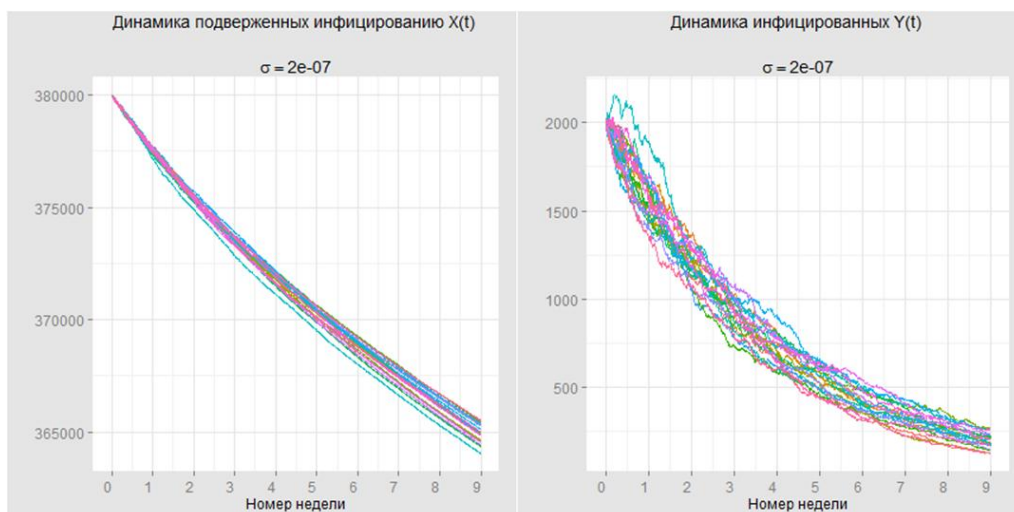 Динамика подверженных инфицированию X(t)
σ = 2e-07
380000
375000
370000
365000
0 1 2 3 4 5 6 7 8 9
Номер недели
Динамика инфицированных Y(t)
σ = 2e-07
2000
1500
1000
500
0 1 2 3 4 5 6 7 8 9
Номер недели